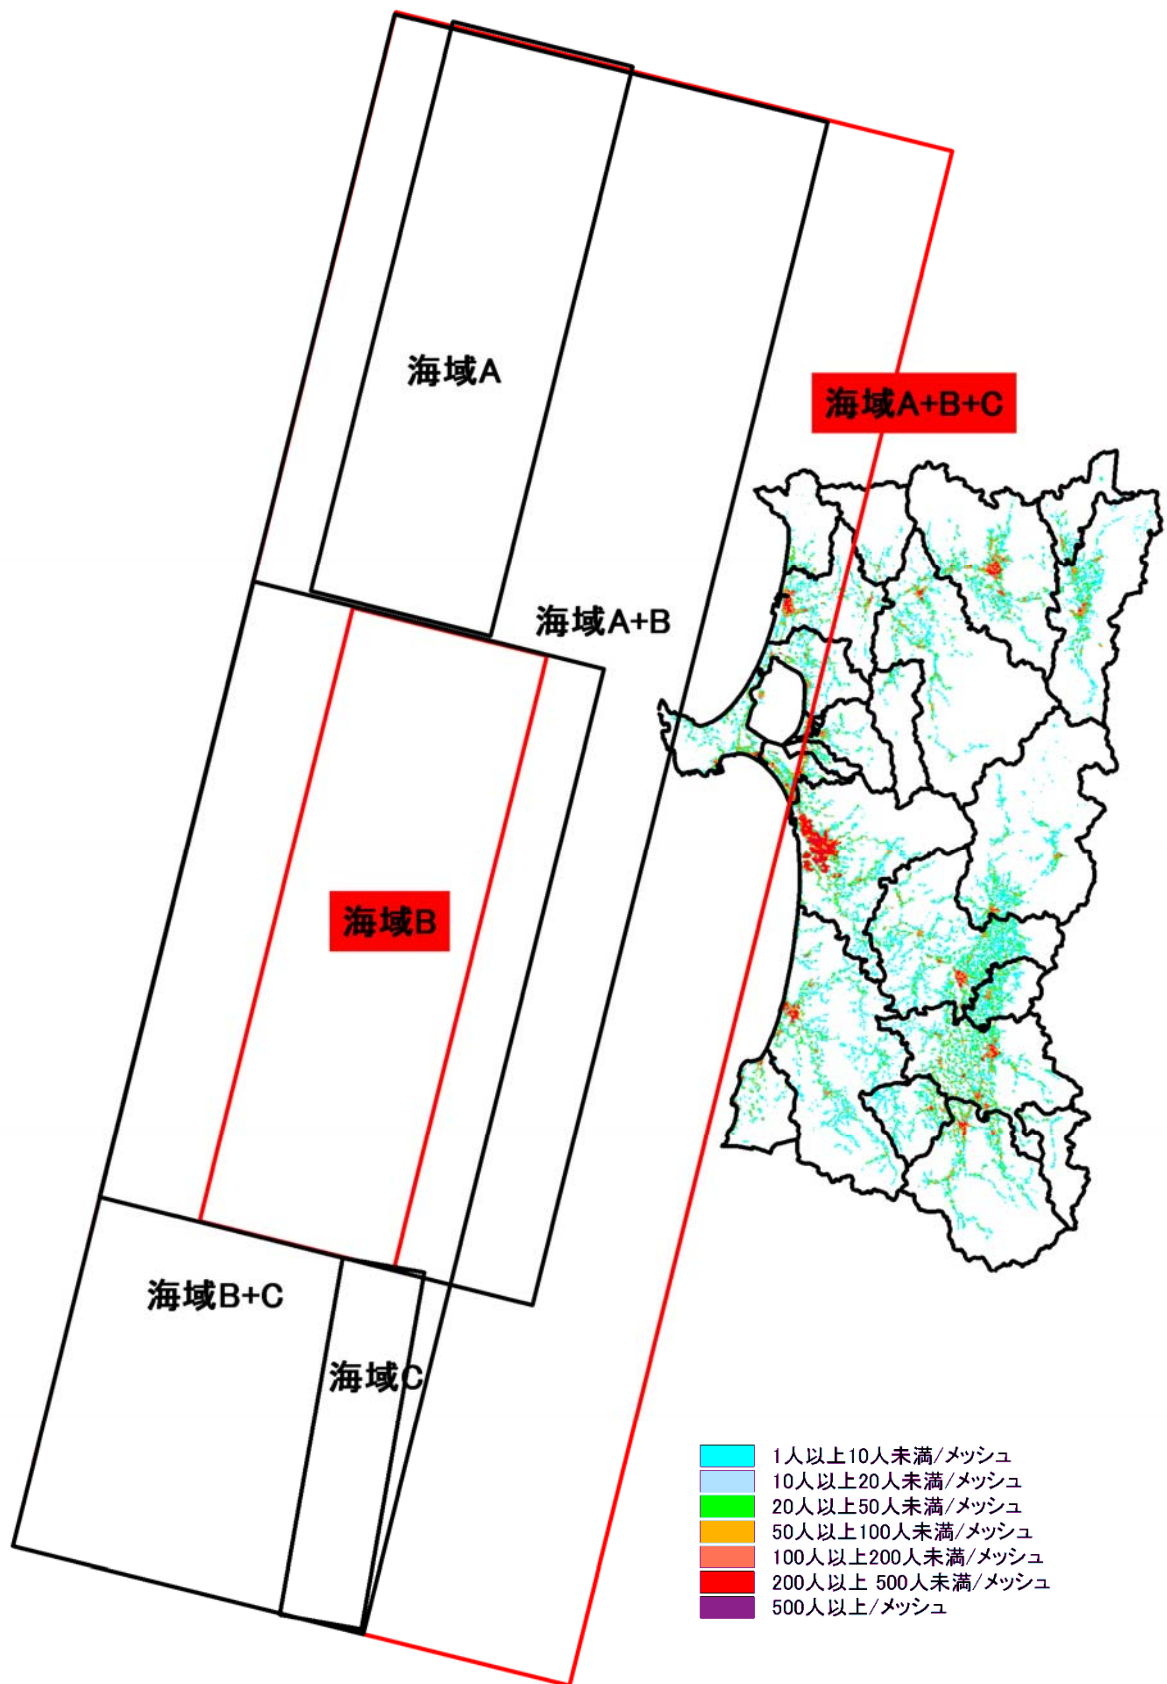 海域A
海域A+B+C
海域A+B
海域B
海域B+C
海域C
1人以上10人未満/メッシュ
10人以上20人未満/メッシュ
20人以上50人未満/メッシュ
50人以上100人未満/メッシュ
100人以上200人未満/メッシュ
200人以上 500人未満/メッシュ
500人以上/メッシュ